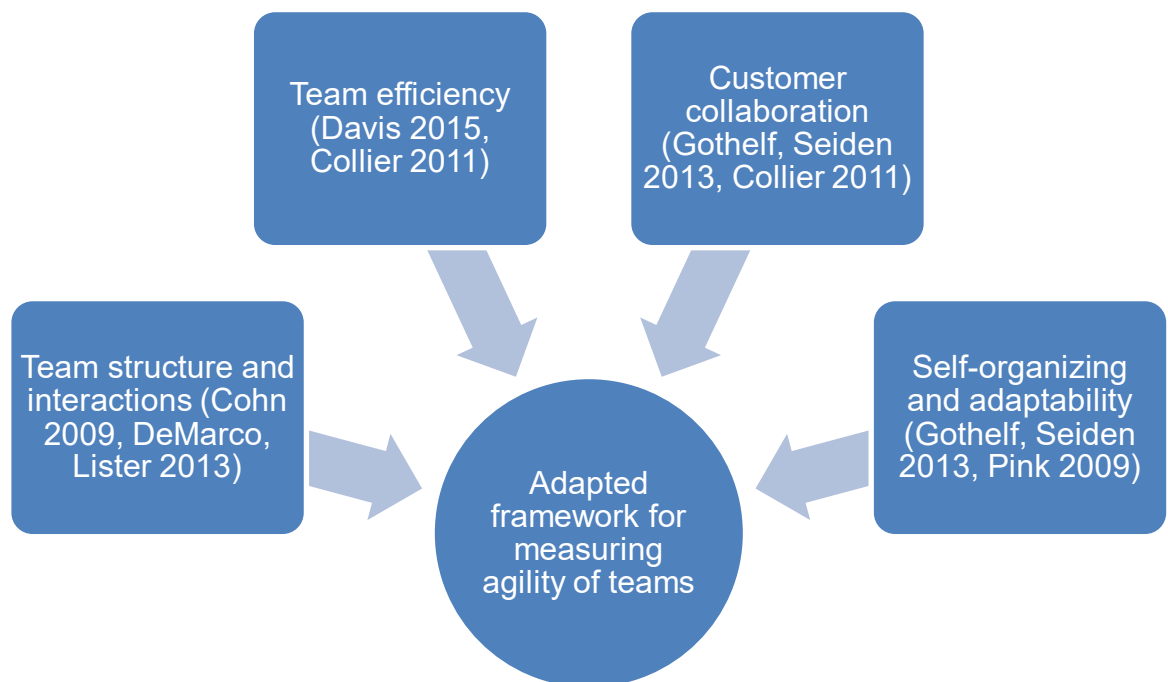 Team efficiency
(Davis 2015,
Collier 2011)
Customer
collaboration
(Gothelf, Seiden
2013, Collier 2011)
Team structure and
interactions (Cohn
2009, DeMarco,
Lister 2013)
Self-organizing
and adaptability
(Gothelf, Seiden
2013, Pink 2009)
Adapted
framework for
measuring
agility of teams